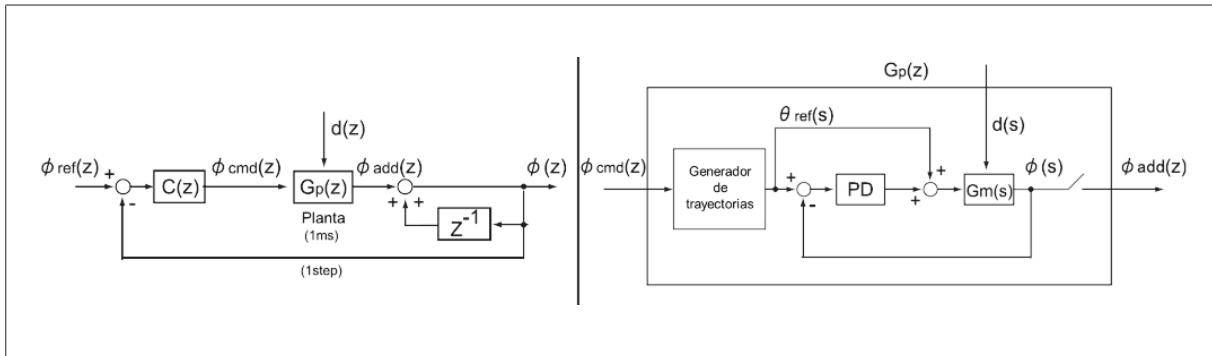 ϕ ref(z)
+
-
C(z)
ϕ cmd(z)
d(z)
Gp(z)
Planta
(1ms)
ϕ add(z)
+
+
ϕ (z)
Z-1
(1step)
Gp(z)
ϕ cmd(z)
Generador
de
trayectorias
θ ref(s)
+
-
PD
+
+
d(s)
Gm(s)
ϕ (s)
ϕ add(z)